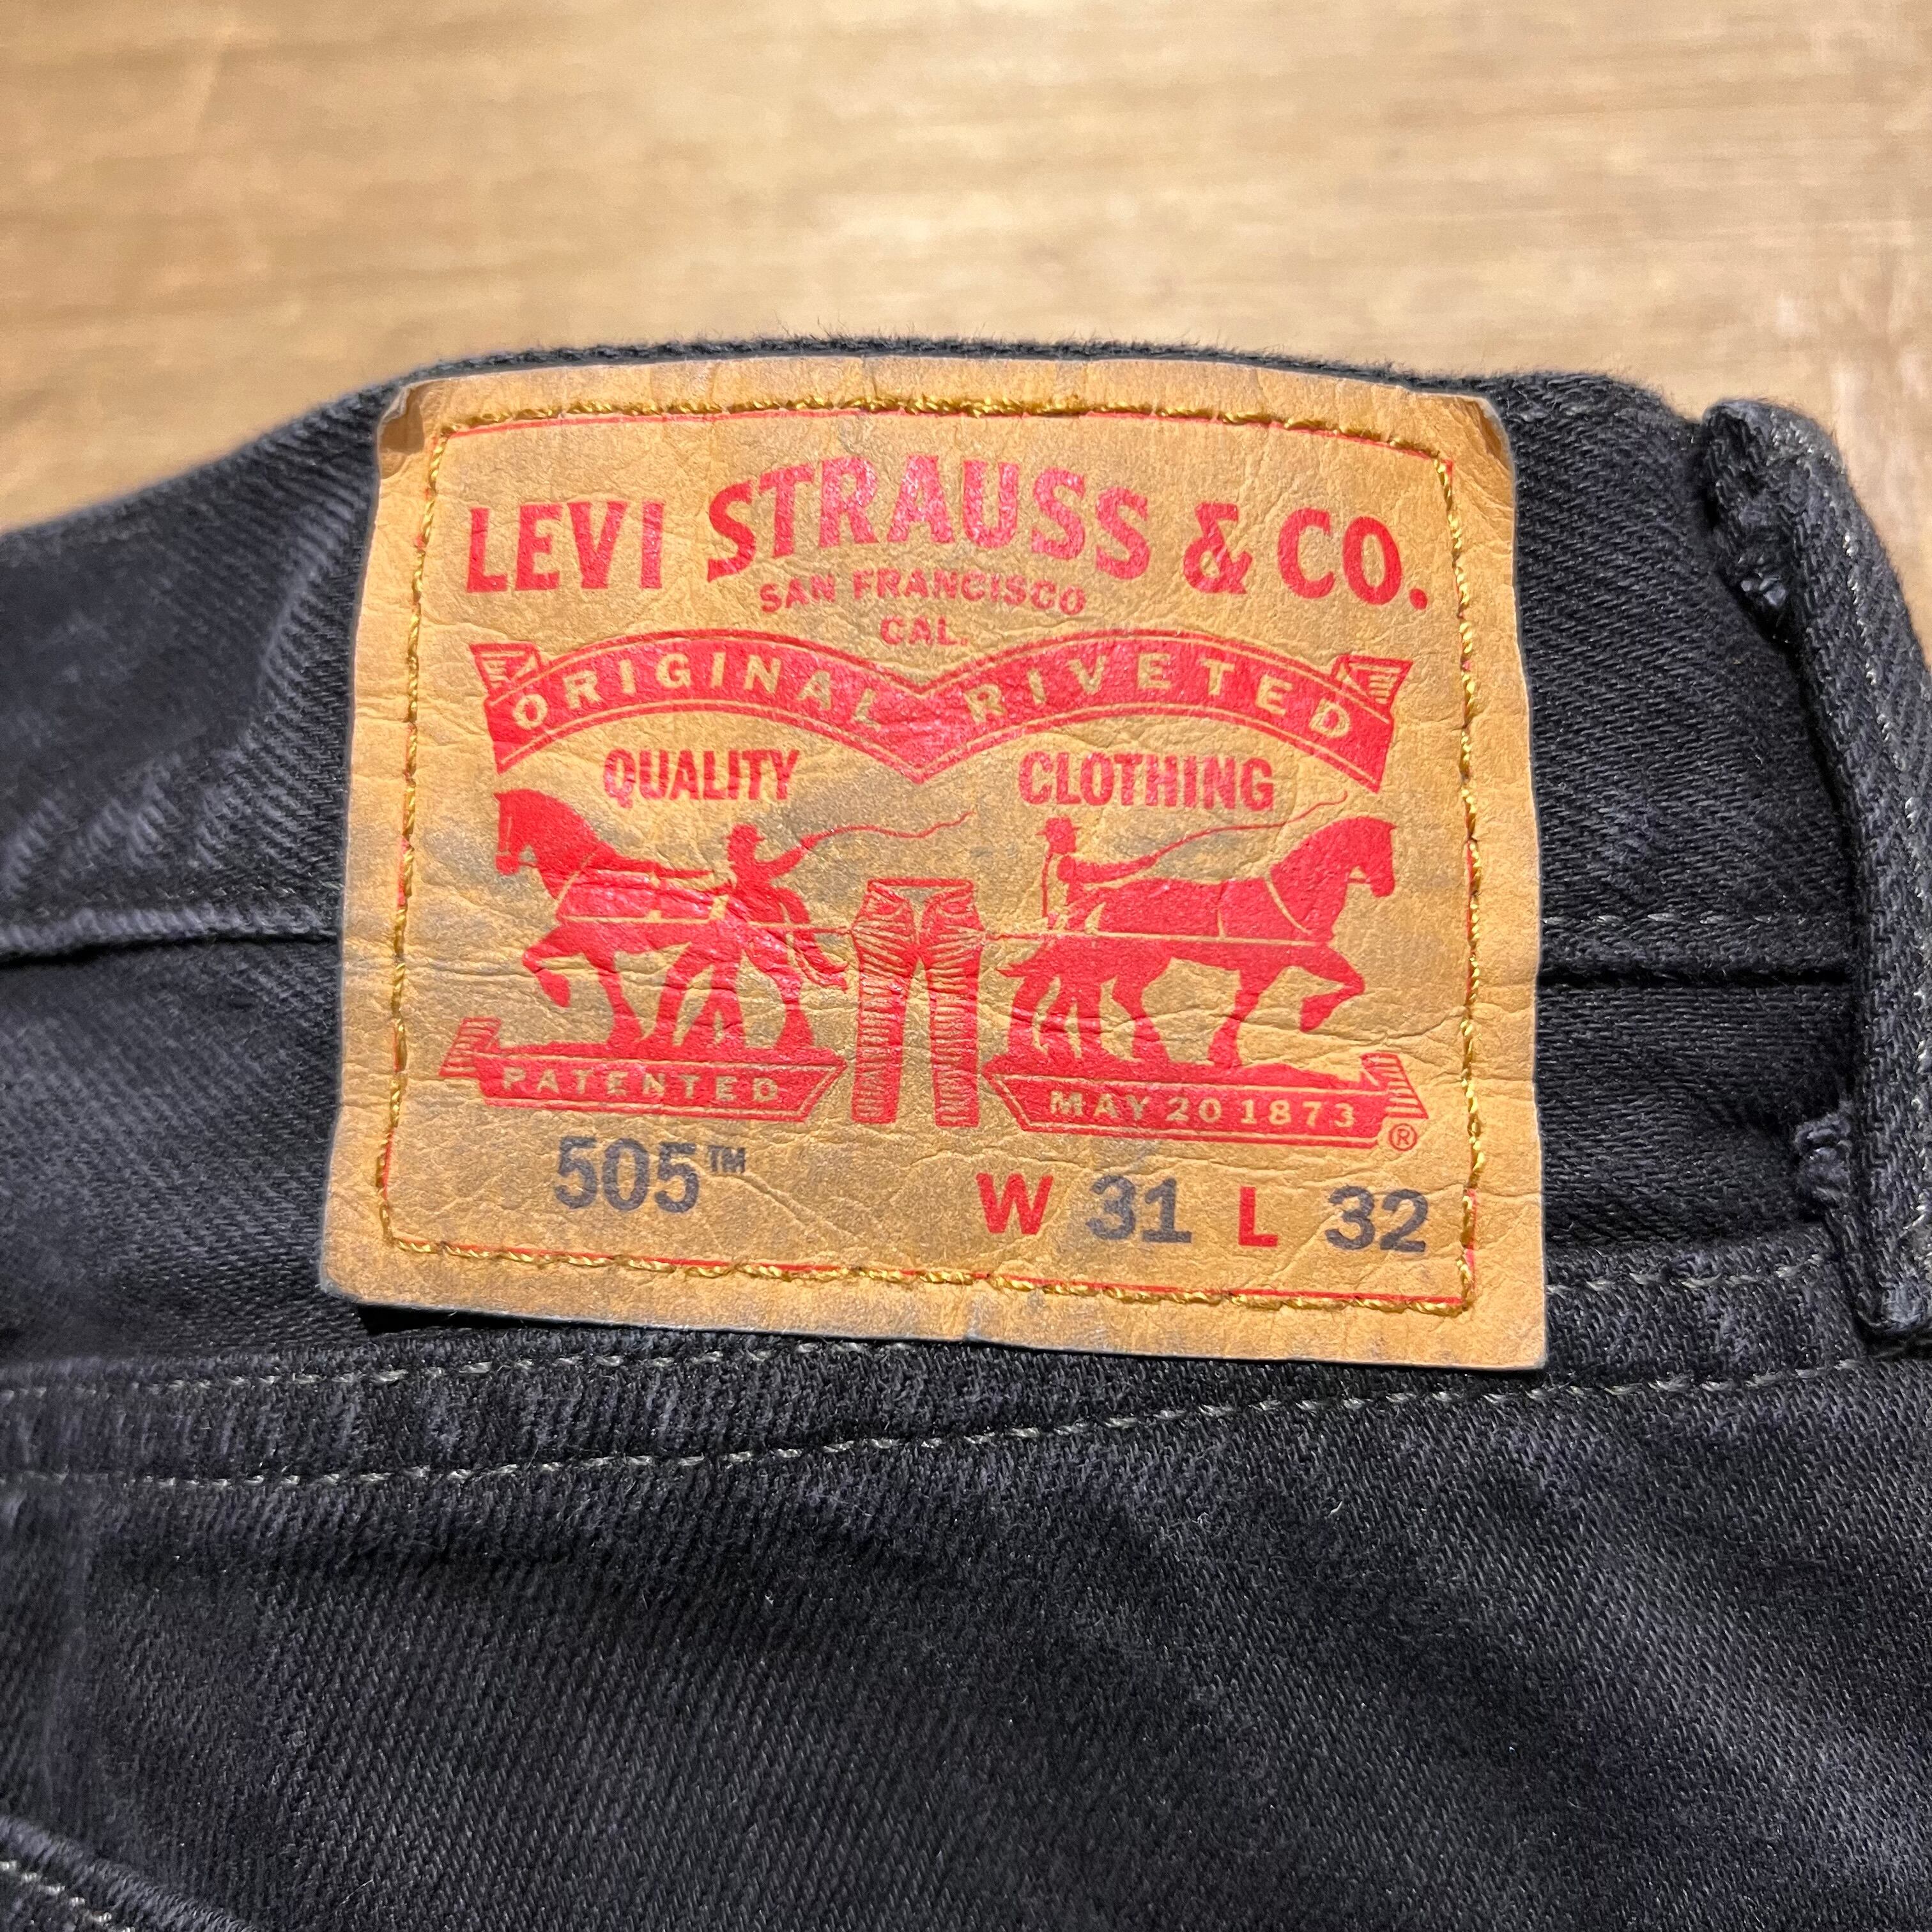 LEVI STRAUSS & CO.
SAN FRANCISCO
CAL.
ORIGINAL RIVETED
QUALITY CLOTHING
PATENTED MAY 20 1873 ®
505™ W 31 L 32